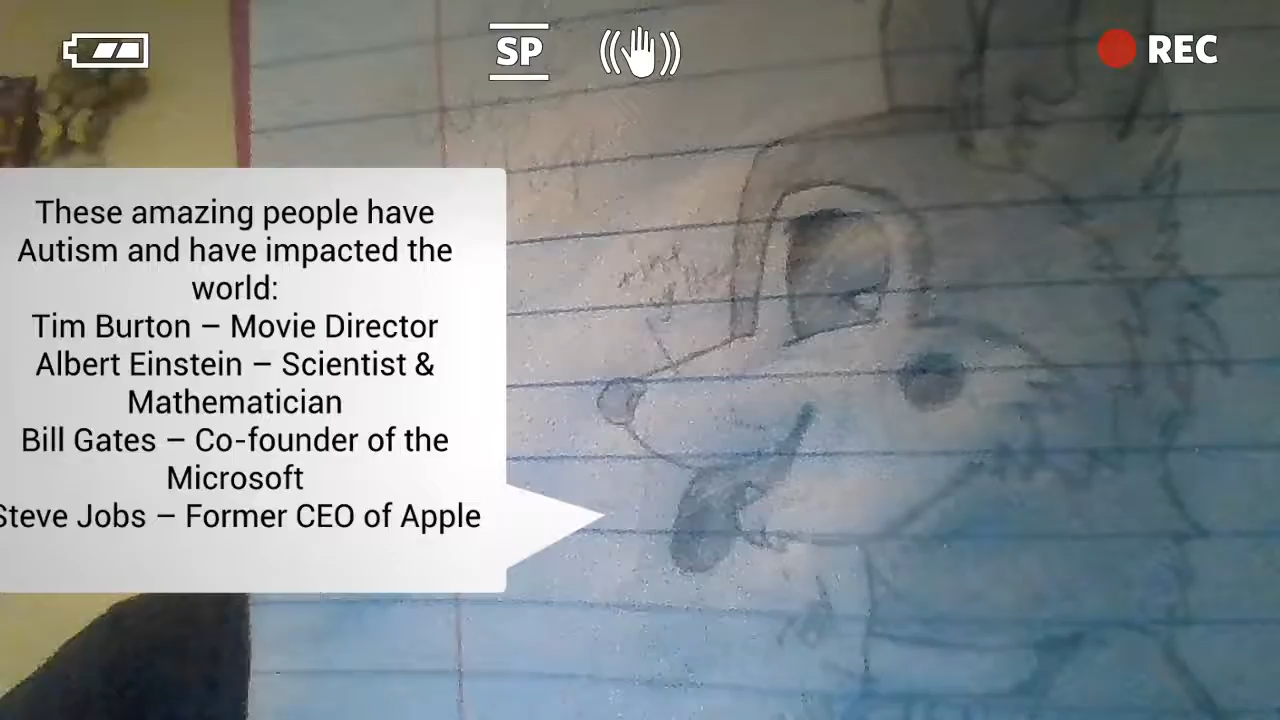 SP
REC
These amazing people have
Autism and have impacted the
world:
Tim Burton – Movie Director
Albert Einstein – Scientist &
Mathematician
Bill Gates – Co-founder of the
Microsoft
Steve Jobs – Former CEO of Apple